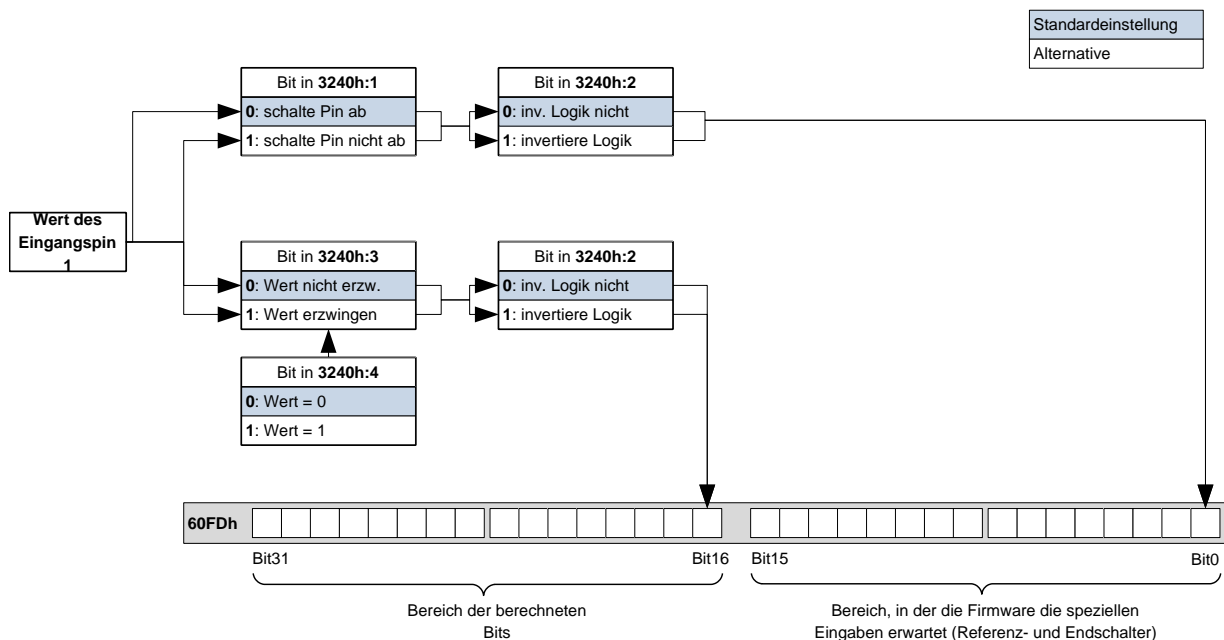 Standardeinstellung
Alternative
Bit in 3240h:1
0: schalte Pin ab
1: schalte Pin nicht ab
Bit in 3240h:2
0: inv. Logik nicht
1: invertiere Logik
Wert des
Eingangspin
1
Bit in 3240h:3
0: Wert nicht erzw.
1: Wert erzwingen
Bit in 3240h:2
0: inv. Logik nicht
1: invertiere Logik
Bit in 3240h:4
0: Wert = 0
1: Wert = 1
60FDh
Bit31
Bit16
Bit15
Bit0
Bereich der berechneten
Bits
Bereich, in der die Firmware die speziellen
Eingaben erwartet (Referenz- und Endschalter)